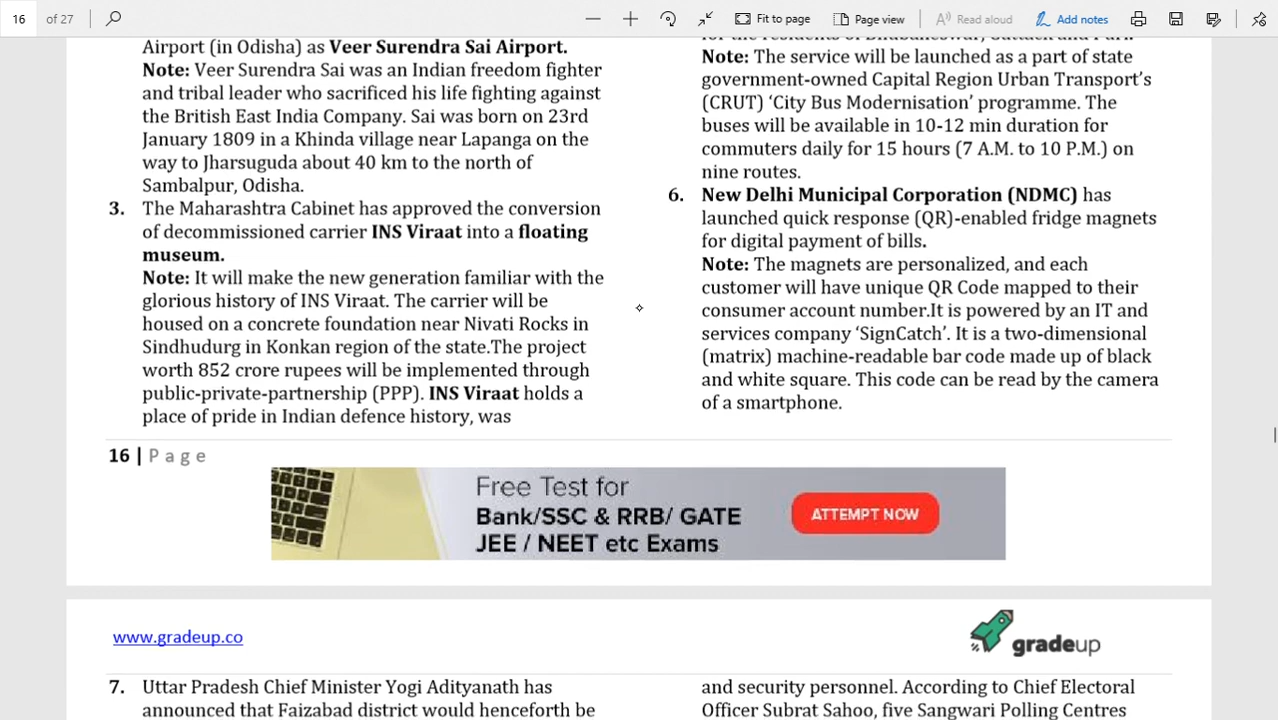 16 of 27 Fit to page Page view Read aloud Add notes
Airport (in Odisha) as Veer Surendra Sai Airport.
Note: Veer Surendra Sai was an Indian freedom fighter
and tribal leader who sacrificed his life fighting against
the British East India Company. Sai was born on 23rd
January 1809 in a Khinda village near Lapanga on the
way to Jharsuguda about 40 km to the north of
Sambalpur, Odisha.
3. The Maharashtra Cabinet has approved the conversion
of decommissioned carrier INS Viraat into a floating
museum.
Note: It will make the new generation familiar with the
glorious history of INS Viraat. The carrier will be
housed on a concrete foundation near Nivati Rocks in
Sindhudurg in Konkan region of the state.The project
worth 852 crore rupees will be implemented through
public-private-partnership (PPP). INS Viraat holds a
place of pride in Indian defence history, was
for the residents of Bhubaneswar, Cuttack and Puri.
Note: The service will be launched as a part of state
government-owned Capital Region Urban Transport's
(CRUT) 'City Bus Modernisation' programme. The
buses will be available in 10-12 min duration for
commuters daily for 15 hours (7 A.M. to 10 P.M.) on
nine routes.
6. New Delhi Municipal Corporation (NDMC) has
launched quick response (QR)-enabled fridge magnets
for digital payment of bills.
Note: The magnets are personalized, and each
customer will have unique QR Code mapped to their
consumer account number.It is powered by an IT and
services company 'SignCatch'. It is a two-dimensional
(matrix) machine-readable bar code made up of black
and white square. This code can be read by the camera
of a smartphone.
16 | Page
Free Test for
Bank/SSC & RRB/ GATE
JEE / NEET etc Exams
ATTEMPT NOW
www.gradeup.co
gradeup
7. Uttar Pradesh Chief Minister Yogi Adityanath has
announced that Faizabad district would henceforth be
and security personnel. According to Chief Electoral
Officer Subrat Sahoo, five Sangwari Polling Centres